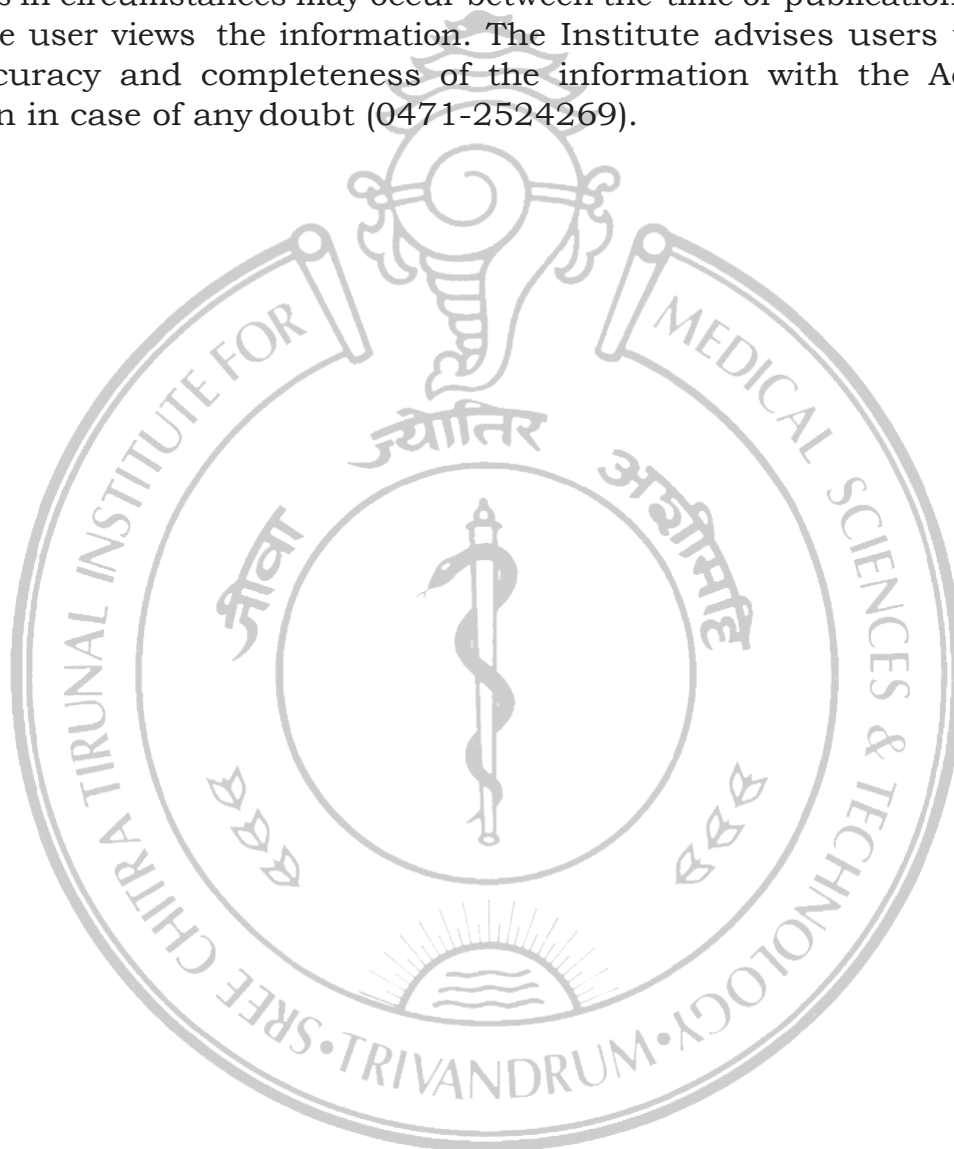 s in circumstances may occur between the time of publication
e user views the information. The Institute advises users
curacy and completeness of the information with the
n in case of any doubt (0471-2524269).
SREE CHITRA TIRUNAL INSTITUTE FOR
MEDICAL SCIENCES & TECHNOLOGY
•TRIVANDRUM•
ज्योतिर
जीवा
अशीमहि